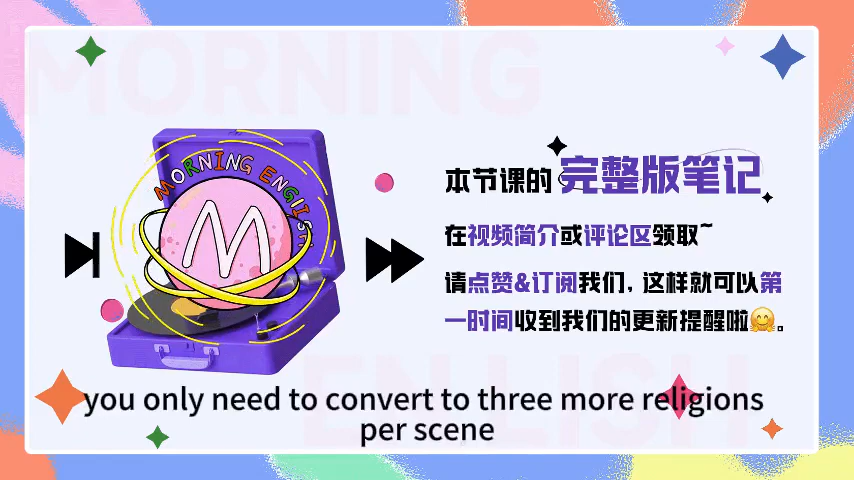 MORNING
MORNING ENGLISH
M
本节课的 完整版笔记
在视频简介或评论区领取~
请点赞&订阅我们，这样就可以第
一时间收到我们的更新提醒啦🤗。
ENGLISH
you only need to convert to three more religions
per scene